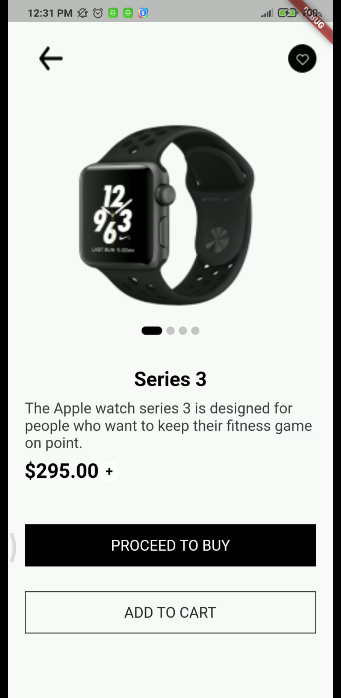 12:31 PM
DEBUG
12
9 3
6
LAST RUN 11.20KM
Series 3
The Apple watch series 3 is designed for
people who want to keep their fitness game
on point.
$295.00 +
PROCEED TO BUY
ADD TO CART